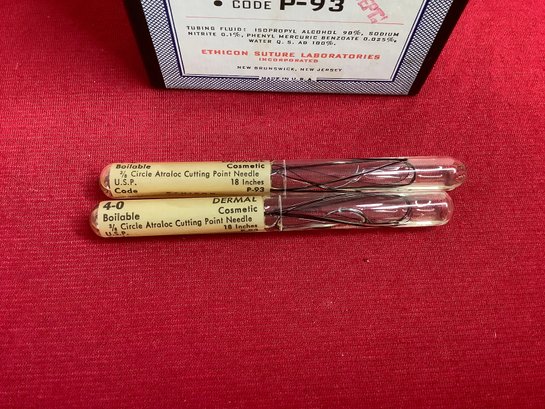 • CODE P-93
TUBING FLUID: ISOPROPYL ALCOHOL 90%, SODIUM
NITRITE 0.1%, PHENYL MERCURIC BENZOATE 0.025%,
WATER Q. S. AD 100%.
ETHICON SUTURE LABORATORIES
INCORPORATED
NEW BRUNSWICK, NEW JERSEY
MADE IN U.S.A.
Boilable Cosmetic
3/8 Circle Atraloc Cutting Point Needle
U.S.P. 18 Inches
Code P-93
4-0 DERMAL
Boilable Cosmetic
3/8 Circle Atraloc Cutting Point Needle
U.S.P. 18 Inches